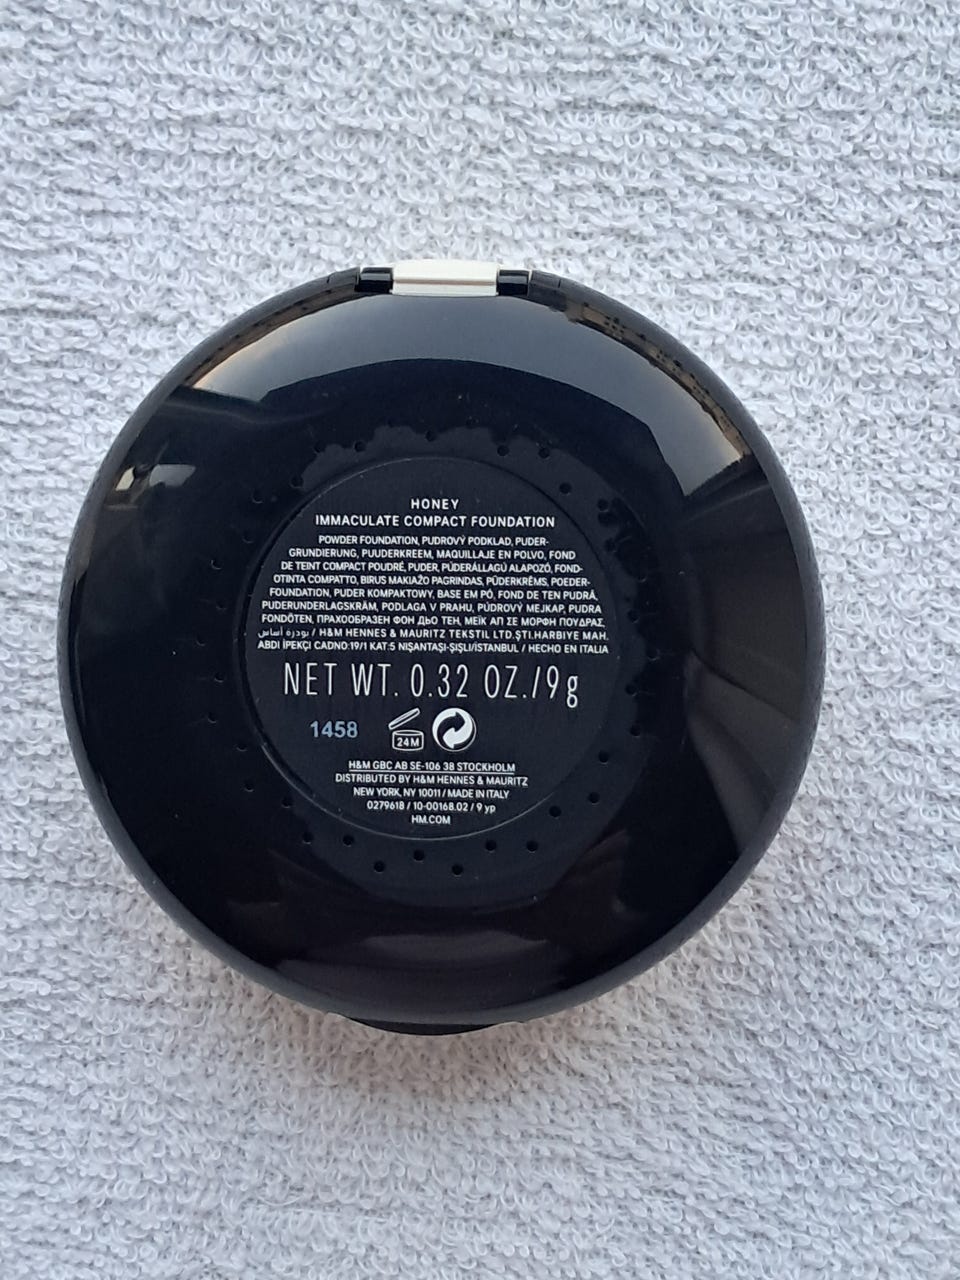 HONEY
IMMACULATE COMPACT FOUNDATION
POWDER FOUNDATION, PUDROVÝ PODKLAD, PUDER-
GRUNDIERUNG, PUUDERKREEM, MAQUILLAJE EN POLVO, FOND
DE TEINT COMPACT POUDRÉ, PUDER, PÚDERÁLLAGÚ ALAPOZÓ, FOND-
OTINTA COMPATTO, BIRUS MAKIAŽO PAGRINDAS, PŪDERKRĒMS, POEDER-
FOUNDATION, PUDER KOMPAKTOWY, BASE EM PÓ, FOND DE TEN PUDRĂ,
PUDERUNDERLAGSKRÄM, PODLAGA V PRAHU, PÚDROVÝ MEJKAP, PUDRA
FONDÖTEN, ПРАХООБРАЗЕН ФОН ДЬО ТЕН, ΜΕΪΚ ΑΠ ΣΕ ΜΟΡΦΗ ΠΟΥΔΡΑΣ,
بودرة أساس / H&M HENNES & MAURITZ TEKSTIL LTD.ŞTI.HARBIYE MAH.
ABDI İPEKÇI CADNO:19/1 KAT:5 NIŞANTAŞI-ŞIŞLI/ISTANBUL / HECHO EN ITALIA
NET WT. 0.32 OZ./9g
1458
24M
H&M GBC AB SE-106 38 STOCKHOLM
DISTRIBUTED BY H&M HENNES & MAURITZ
NEW YORK, NY 10011 / MADE IN ITALY
0279618 / 10-00168.02 / 9 yp
HM.COM